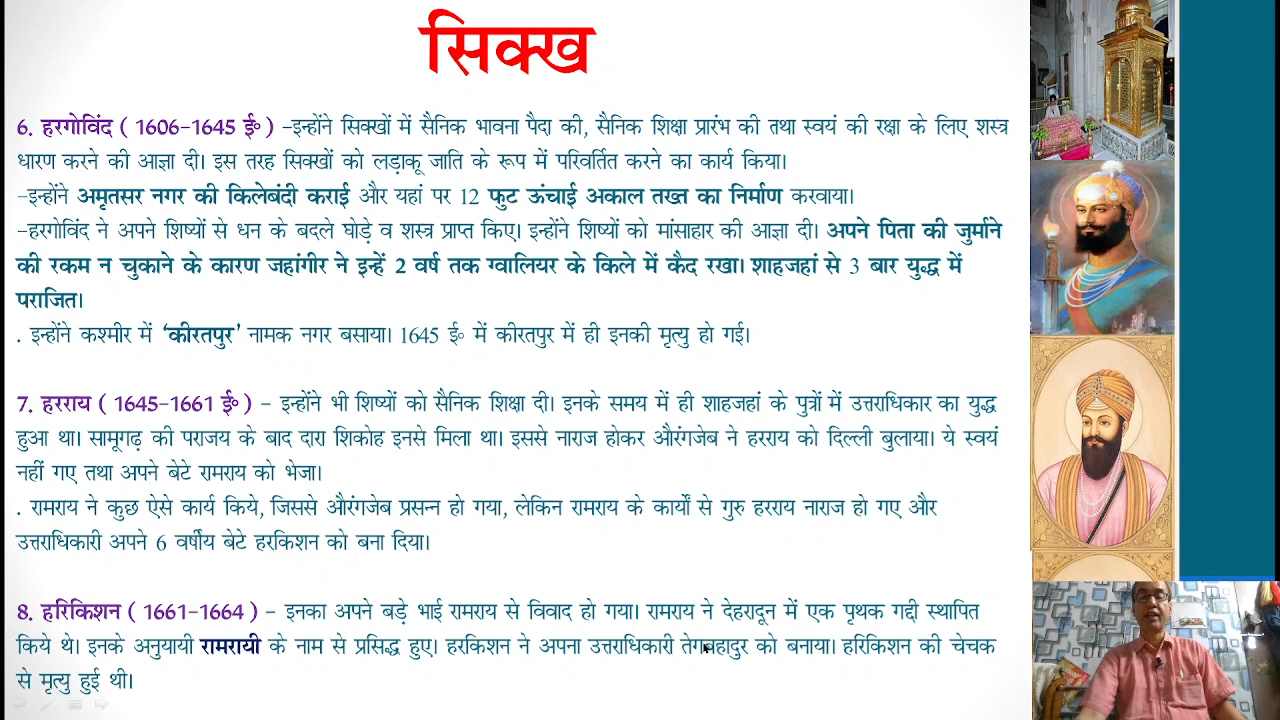 सिक्ख
6. हरगोविंद ( 1606-1645 ई॰ ) -इन्होंने सिक्खों में सैनिक भावना पैदा की, सैनिक शिक्षा प्रारंभ की तथा स्वयं की रक्षा के लिए शस्त्र
धारण करने की आज्ञा दी। इस तरह सिक्खों को लड़ाकू जाति के रूप में परिवर्तित करने का कार्य किया।
-इन्होंने अमृतसर नगर की किलेबंदी कराई और यहां पर 12 फुट ऊंचाई अकाल तख्त का निर्माण करवाया।
-हरगोविंद ने अपने शिष्यों से धन के बदले घोड़े व शस्त्र प्राप्त किए। इन्होंने शिष्यों को मांसाहार की आज्ञा दी। अपने पिता की जुर्माने
की रकम न चुकाने के कारण जहांगीर ने इन्हें 2 वर्ष तक ग्वालियर के किले में कैद रखा। शाहजहां से 3 बार युद्ध में
पराजित।
. इन्होंने कश्मीर में ‘कीरतपुर’ नामक नगर बसाया। 1645 ई॰ में कीरतपुर में ही इनकी मृत्यु हो गई।
7. हरराय ( 1645-1661 ई॰ ) - इन्होंने भी शिष्यों को सैनिक शिक्षा दी। इनके समय में ही शाहजहां के पुत्रों में उत्तराधिकार का युद्ध
हुआ था। सामूगढ़ की पराजय के बाद दारा शिकोह इनसे मिला था। इससे नाराज होकर औरंगजेब ने हरराय को दिल्ली बुलाया। ये स्वयं
नहीं गए तथा अपने बेटे रामराय को भेजा।
. रामराय ने कुछ ऐसे कार्य किये, जिससे औरंगजेब प्रसन्न हो गया, लेकिन रामराय के कार्यों से गुरु हरराय नाराज हो गए और
उत्तराधिकारी अपने 6 वर्षीय बेटे हरकिशन को बना दिया।
8. हरिकिशन ( 1661-1664 ) - इनका अपने बड़े भाई रामराय से विवाद हो गया। रामराय ने देहरादून में एक पृथक गद्दी स्थापित
किये थे। इनके अनुयायी रामरायी के नाम से प्रसिद्ध हुए। हरकिशन ने अपना उत्तराधिकारी तेगबहादुर को बनाया। हरिकिशन की चेचक
से मृत्यु हुई थी।